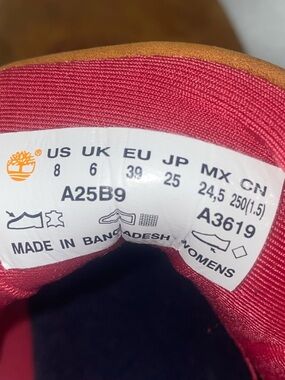 US UK EU JP MX CN
8 6 39 25 24,5 250(1.5)
A25B9 A3619
MADE IN BANGLADESH WOMENS